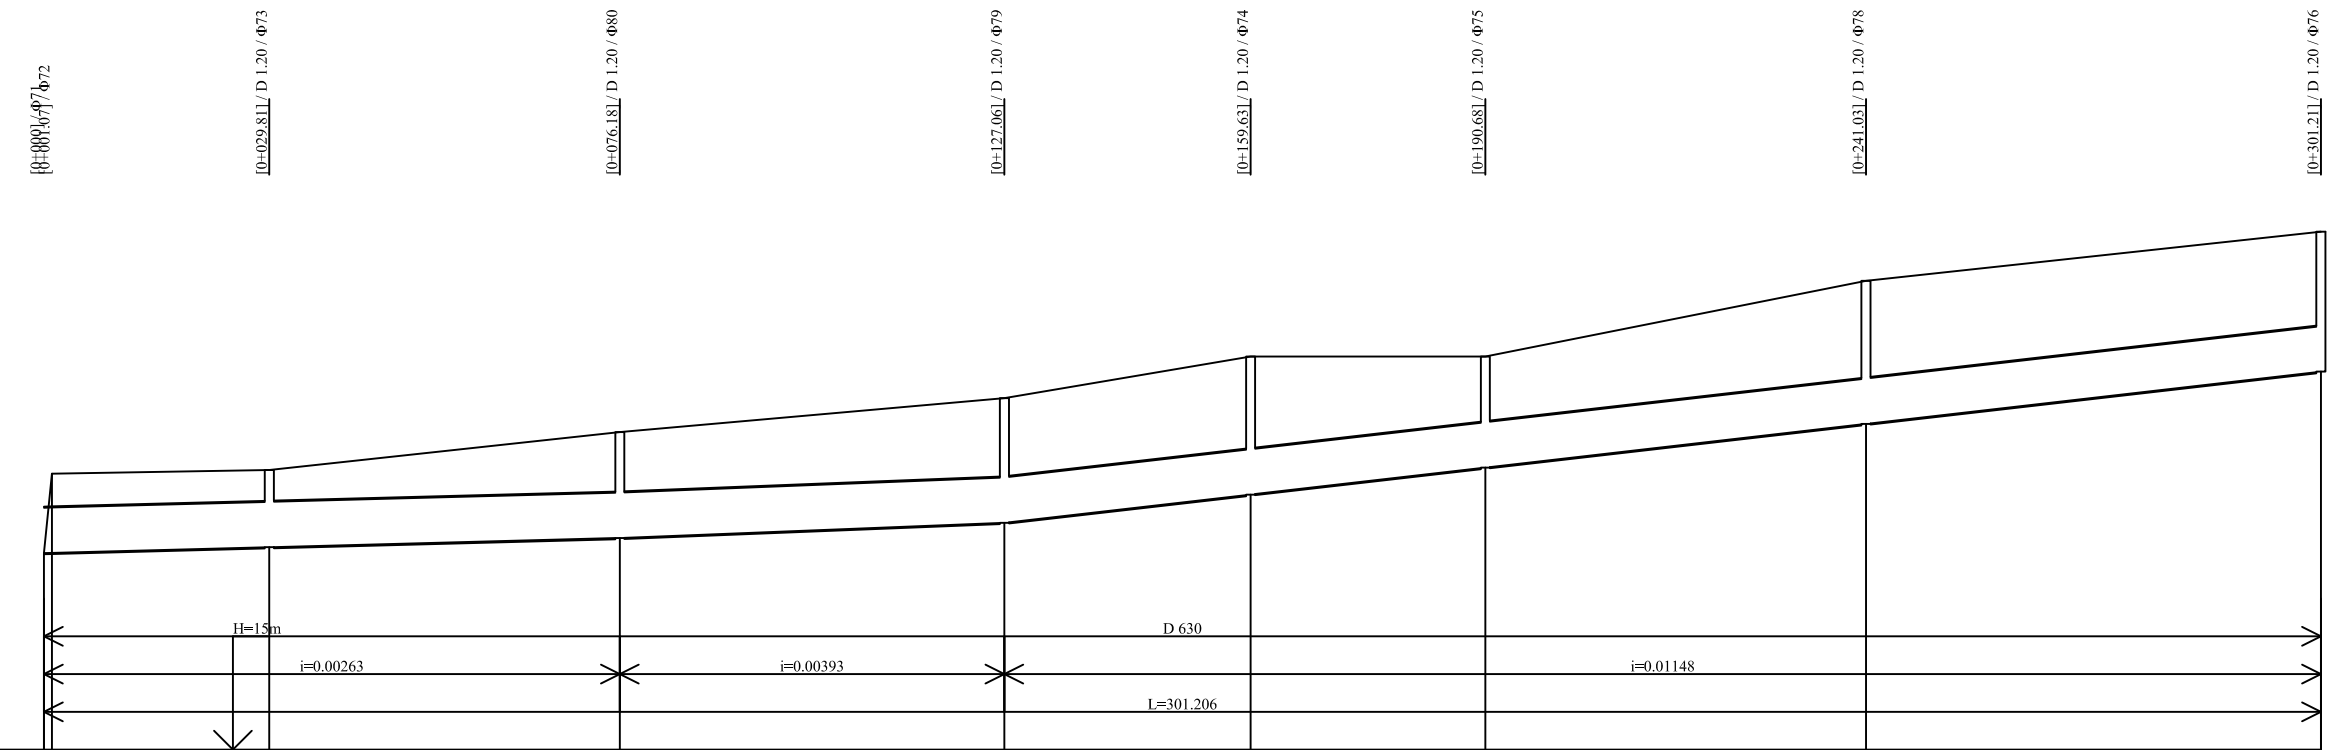 [0+000] / Φ71
[0+001.07] / Φ72
[0+029.81] / D 1.20 / Φ73
[0+076.18] / D 1.20 / Φ80
[0+127.06] / D 1.20 / Φ79
[0+159.63] / D 1.20 / Φ74
[0+190.68] / D 1.20 / Φ75
[0+241.03] / D 1.20 / Φ78
[0+301.21] / D 1.20 / Φ76
H=15m
D 630
i=0.00263
i=0.00393
i=0.01148
L=301.206